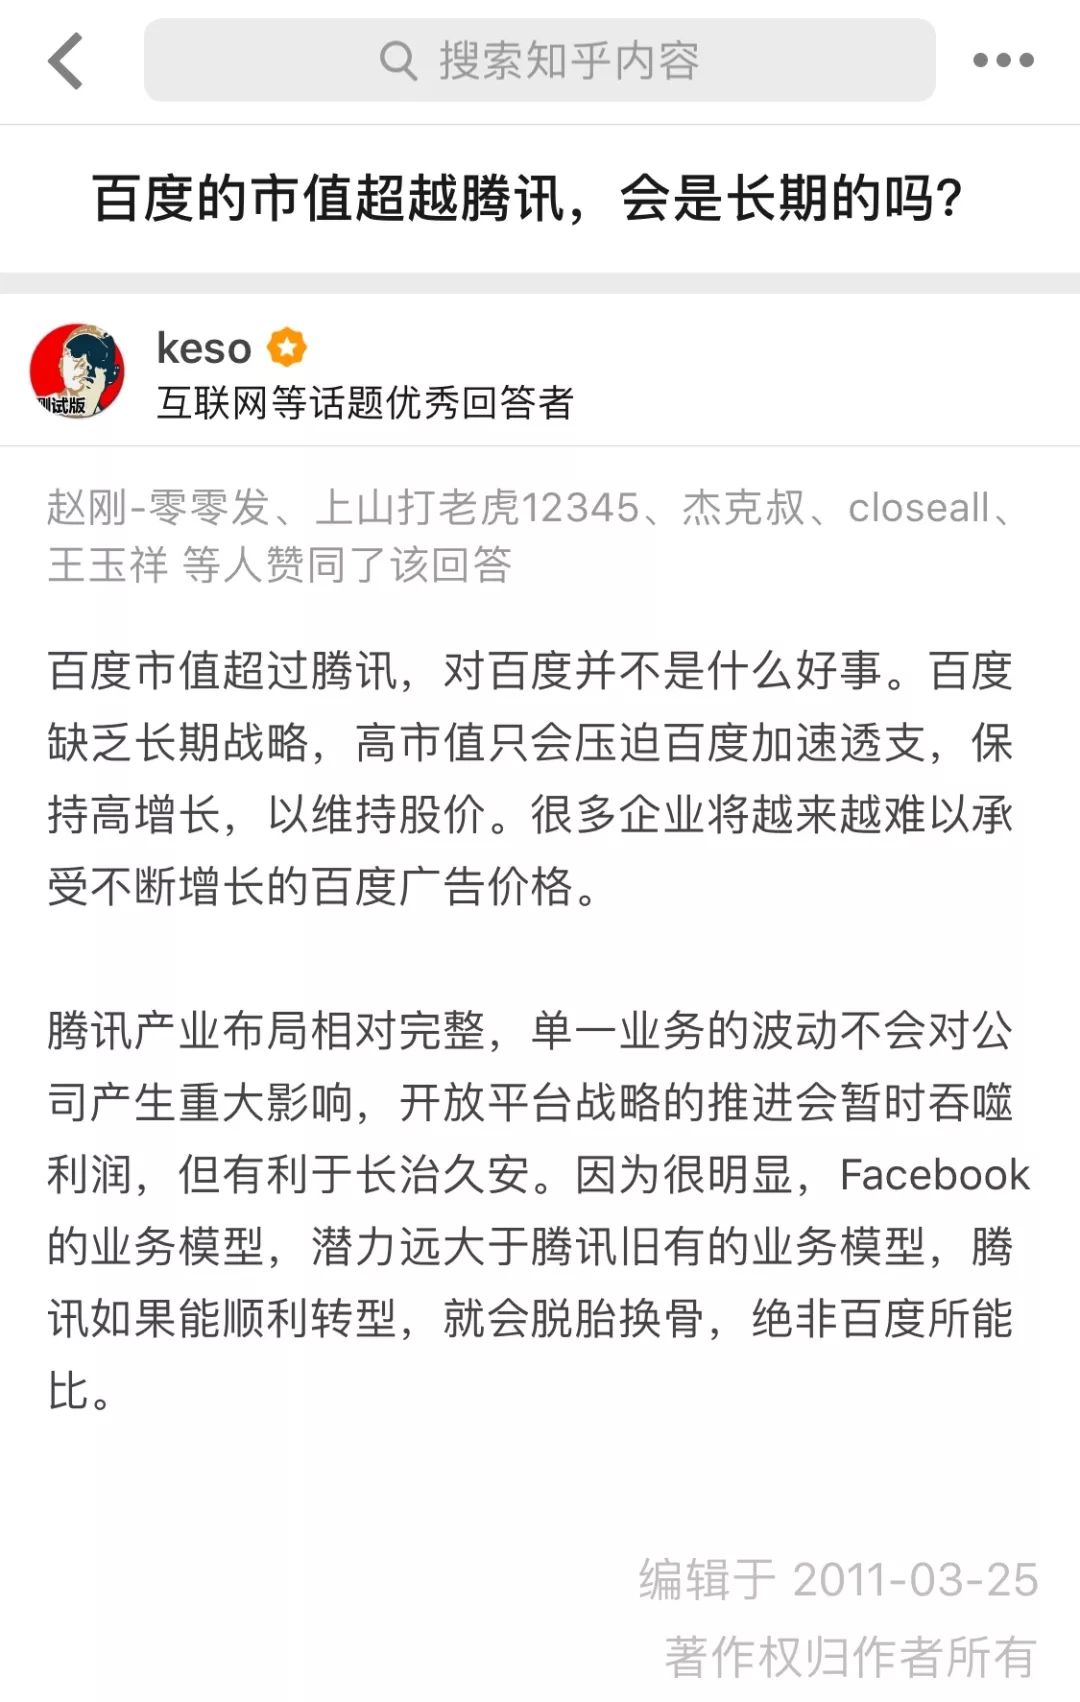 搜索知乎内容
百度的市值超越腾讯，会是长期的吗?
keso
测试版
互联网等话题优秀回答者
赵刚-零零发、上山打老虎12345、杰克叔、closeall、
王玉祥 等人赞同了该回答
百度市值超过腾讯，对百度并不是什么好事。百度
缺乏长期战略，高市值只会压迫百度加速透支，保
持高增长，以维持股价。很多企业将越来越难以承
受不断增长的百度广告价格。
腾讯产业布局相对完整，单一业务的波动不会对公
司产生重大影响，开放平台战略的推进会暂时吞噬
利润，但有利于长治久安。因为很明显，Facebook
的业务模型，潜力远大于腾讯旧有的业务模型，腾
讯如果能顺利转型，就会脱胎换骨，绝非百度所能
比。
编辑于 2011-03-25
著作权归作者所有